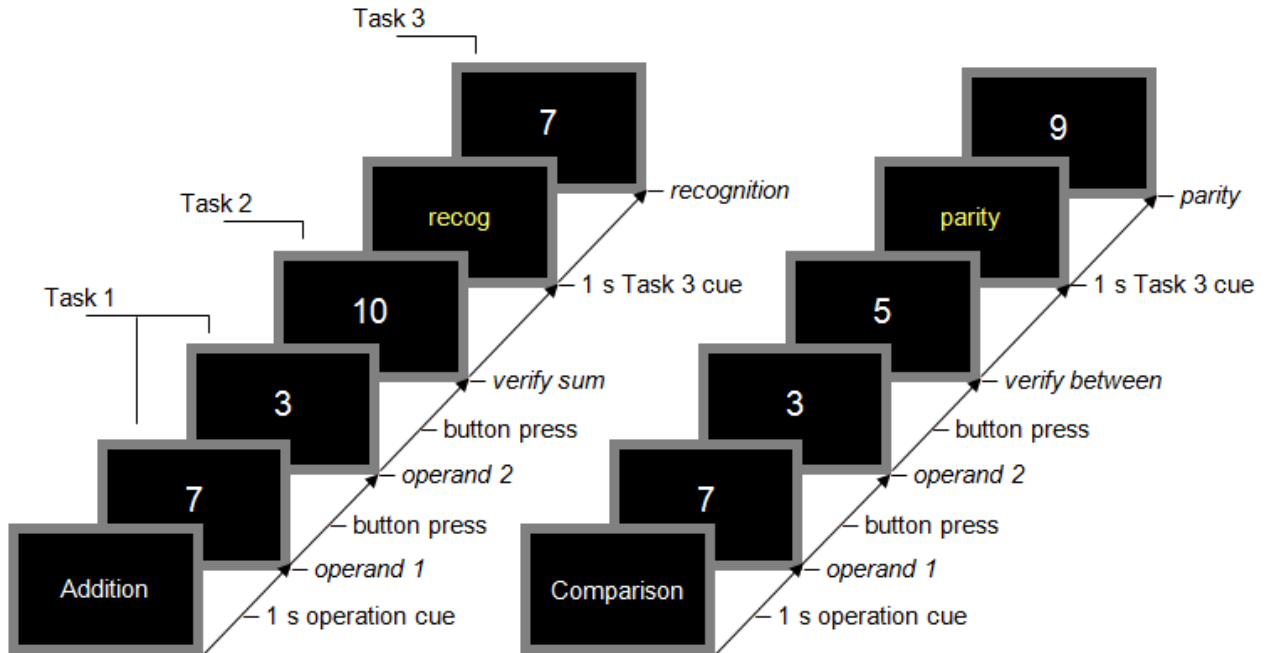 Task 3
7
9
– recognition
– parity
Task 2
recog
parity
– 1 s Task 3 cue
– 1 s Task 3 cue
Task 1
10
5
– verify sum
– verify between
3
3
– button press
– button press
– operand 2
– operand 2
7
7
– button press
– button press
– operand 1
– operand 1
Addition
Comparison
– 1 s operation cue
– 1 s operation cue